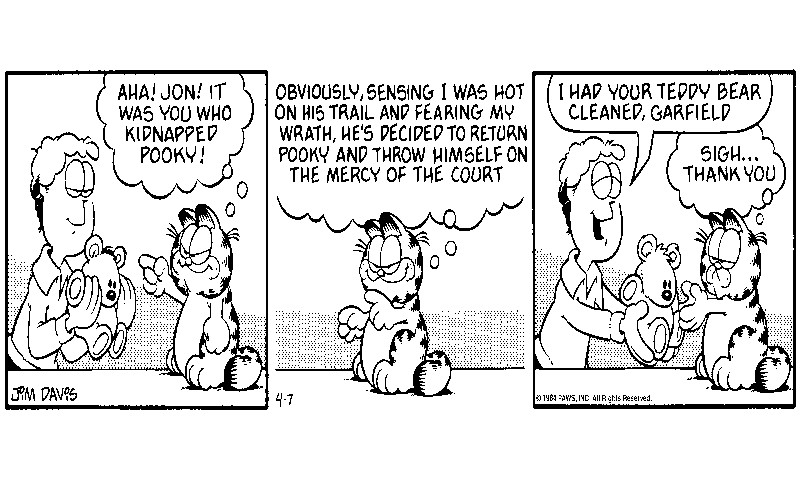 AHA! JON! IT
WAS YOU WHO
KIDNAPPED
POOKY!
JIM DAVIS
OBVIOUSLY, SENSING I WAS HOT
ON HIS TRAIL AND FEARING MY
WRATH, HE'S DECIDED TO RETURN
POOKY AND THROW HIMSELF ON
THE MERCY OF THE COURT
4-7
I HAD YOUR TEDDY BEAR
CLEANED, GARFIELD
SIGH...
THANK YOU
© 1984 PAWS, INC. All Rights Reserved.